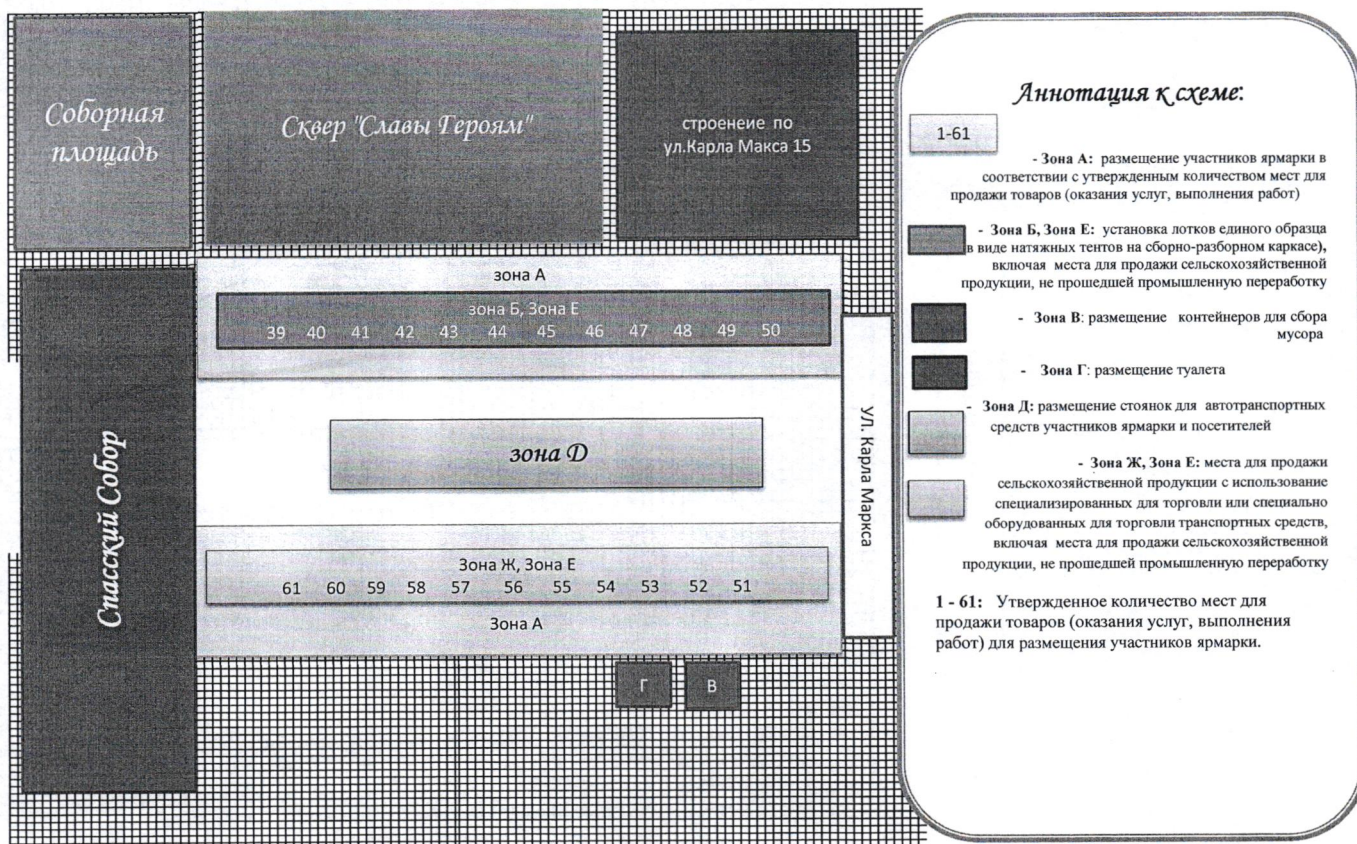 Соборная
площадь
Сквер "Славы Героям"
строенеие по
ул.Карла Макса 15
зона А
зона Б, Зона Е
39 40 41 42 43 44 45 46 47 48 49 50
Спасский Собор
зона D
УЛ. Карла Маркса
Зона Ж, Зона Е
61 60 59 58 57 56 55 54 53 52 51
Зона А
Г В
Аннотация к схеме:
1-61
- Зона А: размещение участников ярмарки в
соответствии с утвержденным количеством мест для
продажи товаров (оказания услуг, выполнения работ)
- Зона Б, Зона Е: установка лотков единого образца
в виде натяжных тентов на сборно-разборном каркасе),
включая места для продажи сельскохозяйственной
продукции, не прошедшей промышленную переработку
- Зона В: размещение контейнеров для сбора
мусора
- Зона Г: размещение туалета
- Зона Д: размещение стоянок для автотранспортных
средств участников ярмарки и посетителей
- Зона Ж, Зона Е: места для продажи
сельскохозяйственной продукции с использование
специализированных для торговли или специально
оборудованных для торговли транспортных средств,
включая места для продажи сельскохозяйственной
продукции, не прошедшей промышленную переработку
1 - 61: Утвержденное количество мест для
продажи товаров (оказания услуг, выполнения
работ) для размещения участников ярмарки.